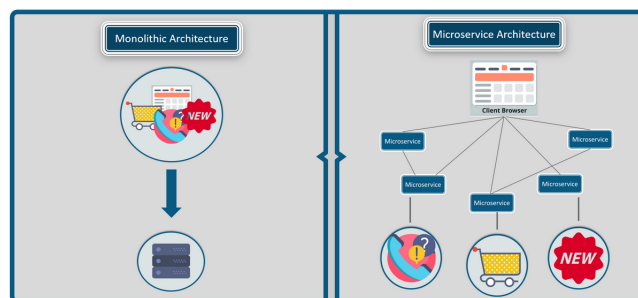 Monolithic Architecture
NEW
Microservice Architecture
Client Browser
Microservice
Microservice
Microservice
Microservice
Microservice
NEW